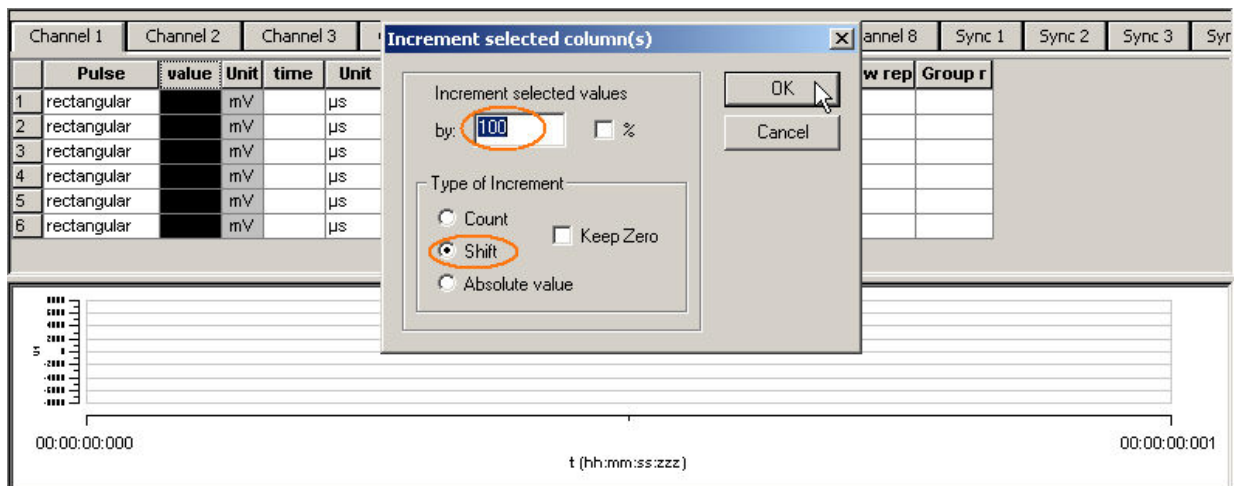 Channel 1 Channel 2 Channel 3 annel 8 Sync 1 Sync 2 Sync 3 Syr
Increment selected column(s)
Pulse value Unit time Unit w rep Group r
1 rectangular mV µs
2 rectangular mV µs
3 rectangular mV µs
4 rectangular mV µs
5 rectangular mV µs
6 rectangular mV µs
Increment selected values
by: 100 %
OK
Cancel
Type of Increment
Count
Keep Zero
Shift
Absolute value
00:00:00:000 00:00:00:001
t (hh:mm:ss:zzz)